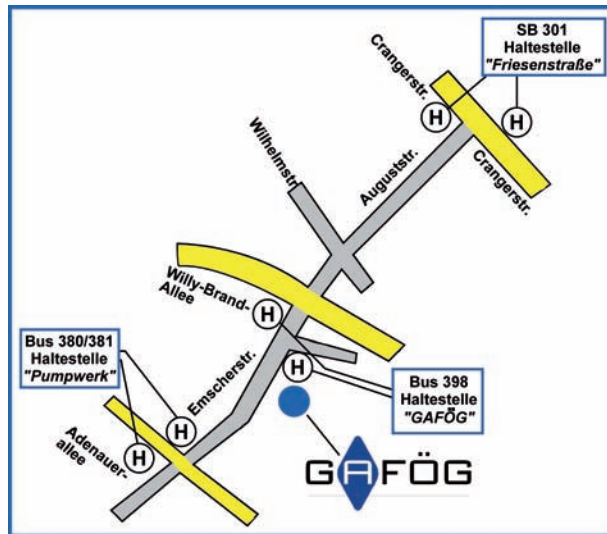 SB 301
Haltestelle
"Friesenstraße"
Crangerstr.
H
H
Crangerstr.
Wilhelmstr.
Auguststr.
Willy-Brand-
Allee
H
Bus 380/381
Haltestelle
"Pumpwerk"
Emscherstr.
H
Bus 398
Haltestelle
"GAFÖG"
H
H
Adenauer-
allee
GAFÖG